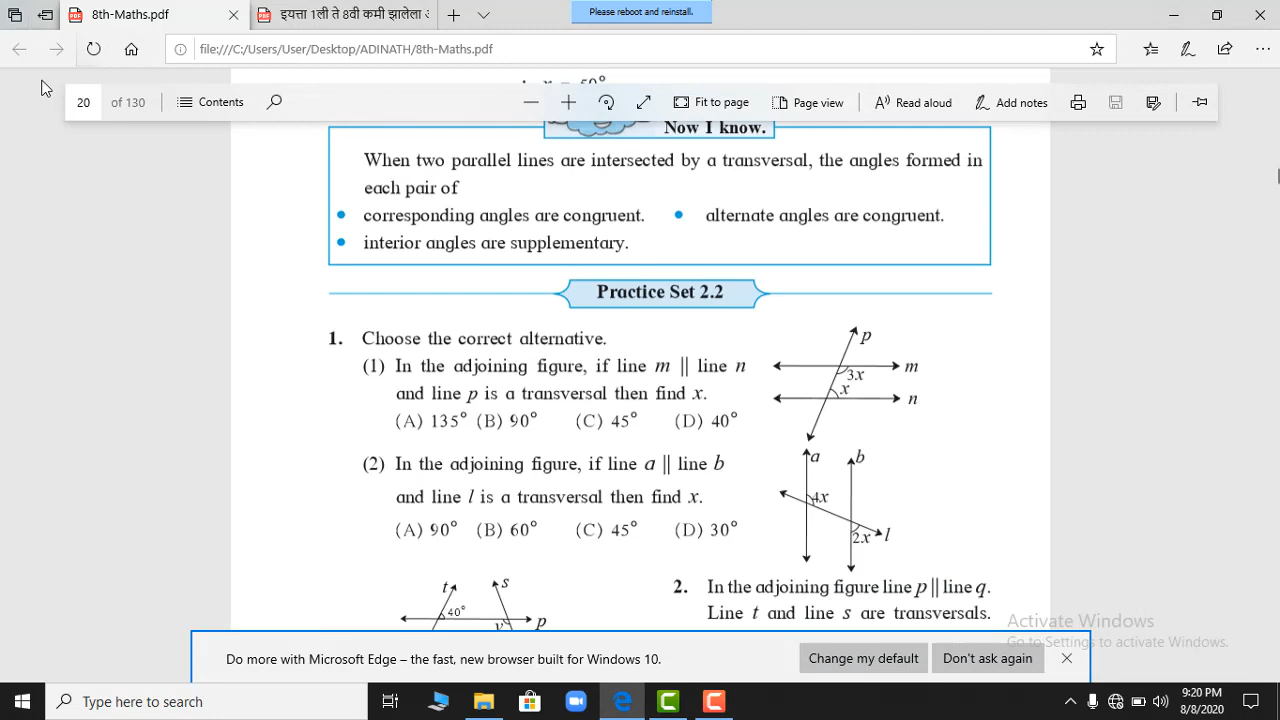 8th-Maths.pdf
इयत्ता 1ली ते 8वी कमी झालेला
Please reboot and reinstall.
file:///C:/Users/User/Desktop/ADINATH/8th-Maths.pdf
20 of 130 Contents Fit to page Page view Read aloud Add notes
Now I know.
When two parallel lines are intersected by a transversal, the angles formed in
each pair of
• corresponding angles are congruent. • alternate angles are congruent.
• interior angles are supplementary.
Practice Set 2.2
1. Choose the correct alternative.
(1) In the adjoining figure, if line m || line n
and line p is a transversal then find x.
(A) 135° (B) 90° (C) 45° (D) 40°
p
m
3x
x
n
(2) In the adjoining figure, if line a || line b
and line l is a transversal then find x.
(A) 90° (B) 60° (C) 45° (D) 30°
a b
4x
2x l
t s
40°
p
2. In the adjoining figure line p || line q.
Line t and line s are transversals.
Activate Windows
Go to Settings to activate Windows.
Do more with Microsoft Edge – the fast, new browser built for Windows 10.
Change my default
Don't ask again
Type here to search
9:20 PM
8/8/2020